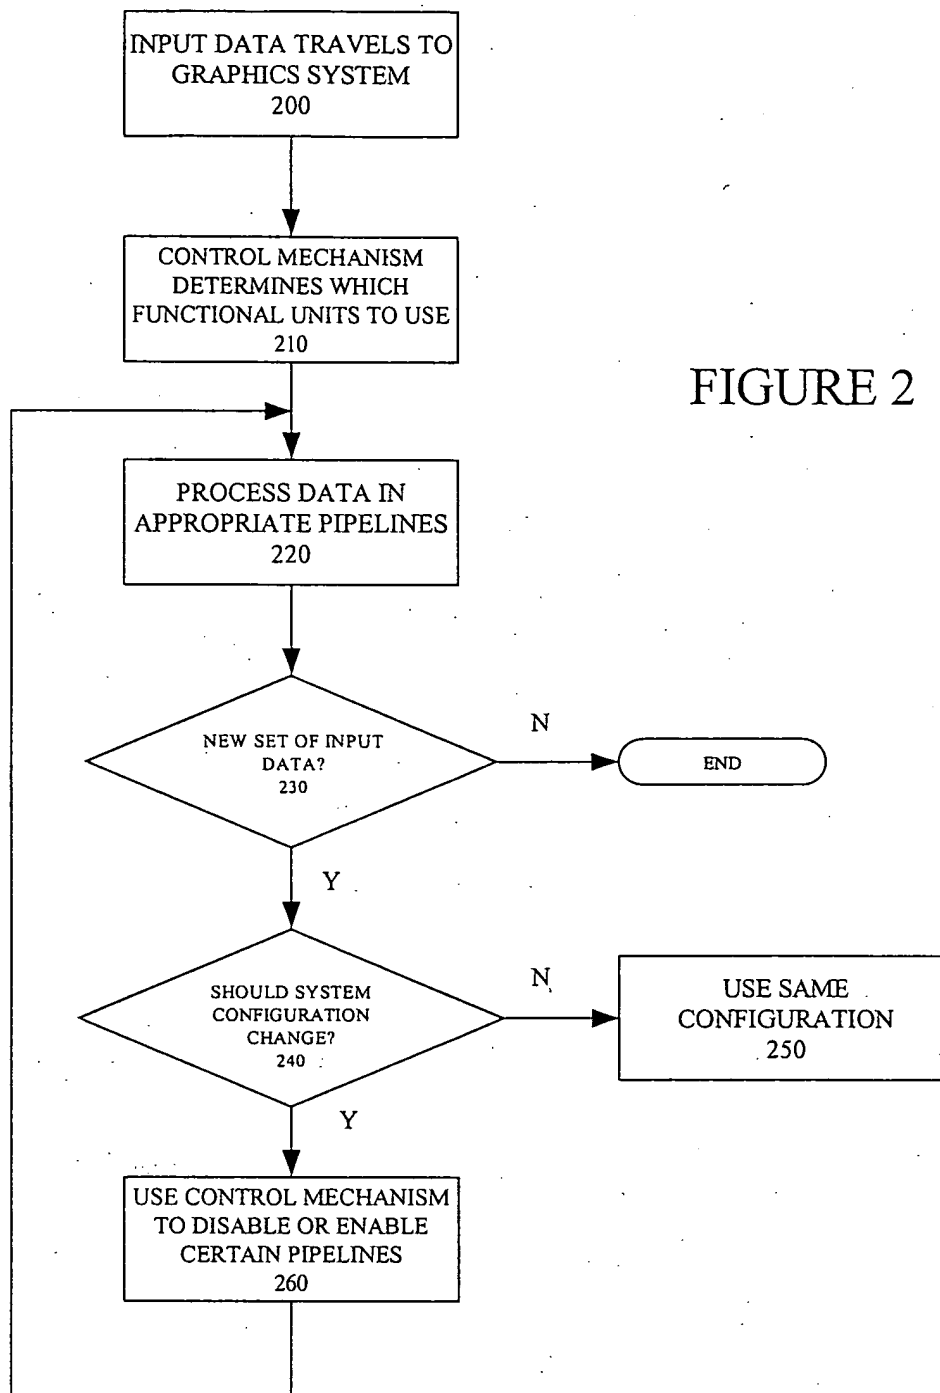 INPUT DATA TRAVELS TO
GRAPHICS SYSTEM
200
CONTROL MECHANISM
DETERMINES WHICH
FUNCTIONAL UNITS TO USE
210
FIGURE 2
PROCESS DATA IN
APPROPRIATE PIPELINES
220
NEW SET OF INPUT
DATA?
230
N
END
Y
SHOULD SYSTEM
CONFIGURATION
CHANGE?
240
N
USE SAME
CONFIGURATION
250
Y
USE CONTROL MECHANISM
TO DISABLE OR ENABLE
CERTAIN PIPELINES
260